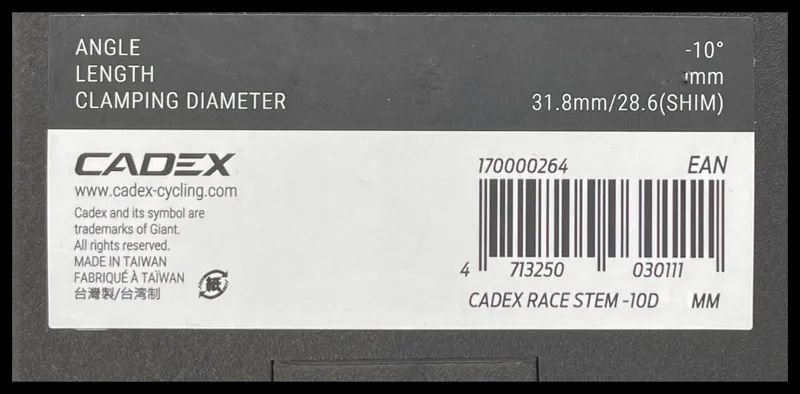 ANGLE -10°
LENGTH mm
CLAMPING DIAMETER 31.8mm/28.6(SHIM)
CADEX
www.cadex-cycling.com
Cadex and its symbol are
trademarks of Giant.
All rights reserved.
MADE IN TAIWAN
FABRIQUÉ À TAÏWAN
台灣製/台湾制
紙
170000264 EAN
4 713250 030111
CADEX RACE STEM -10D MM